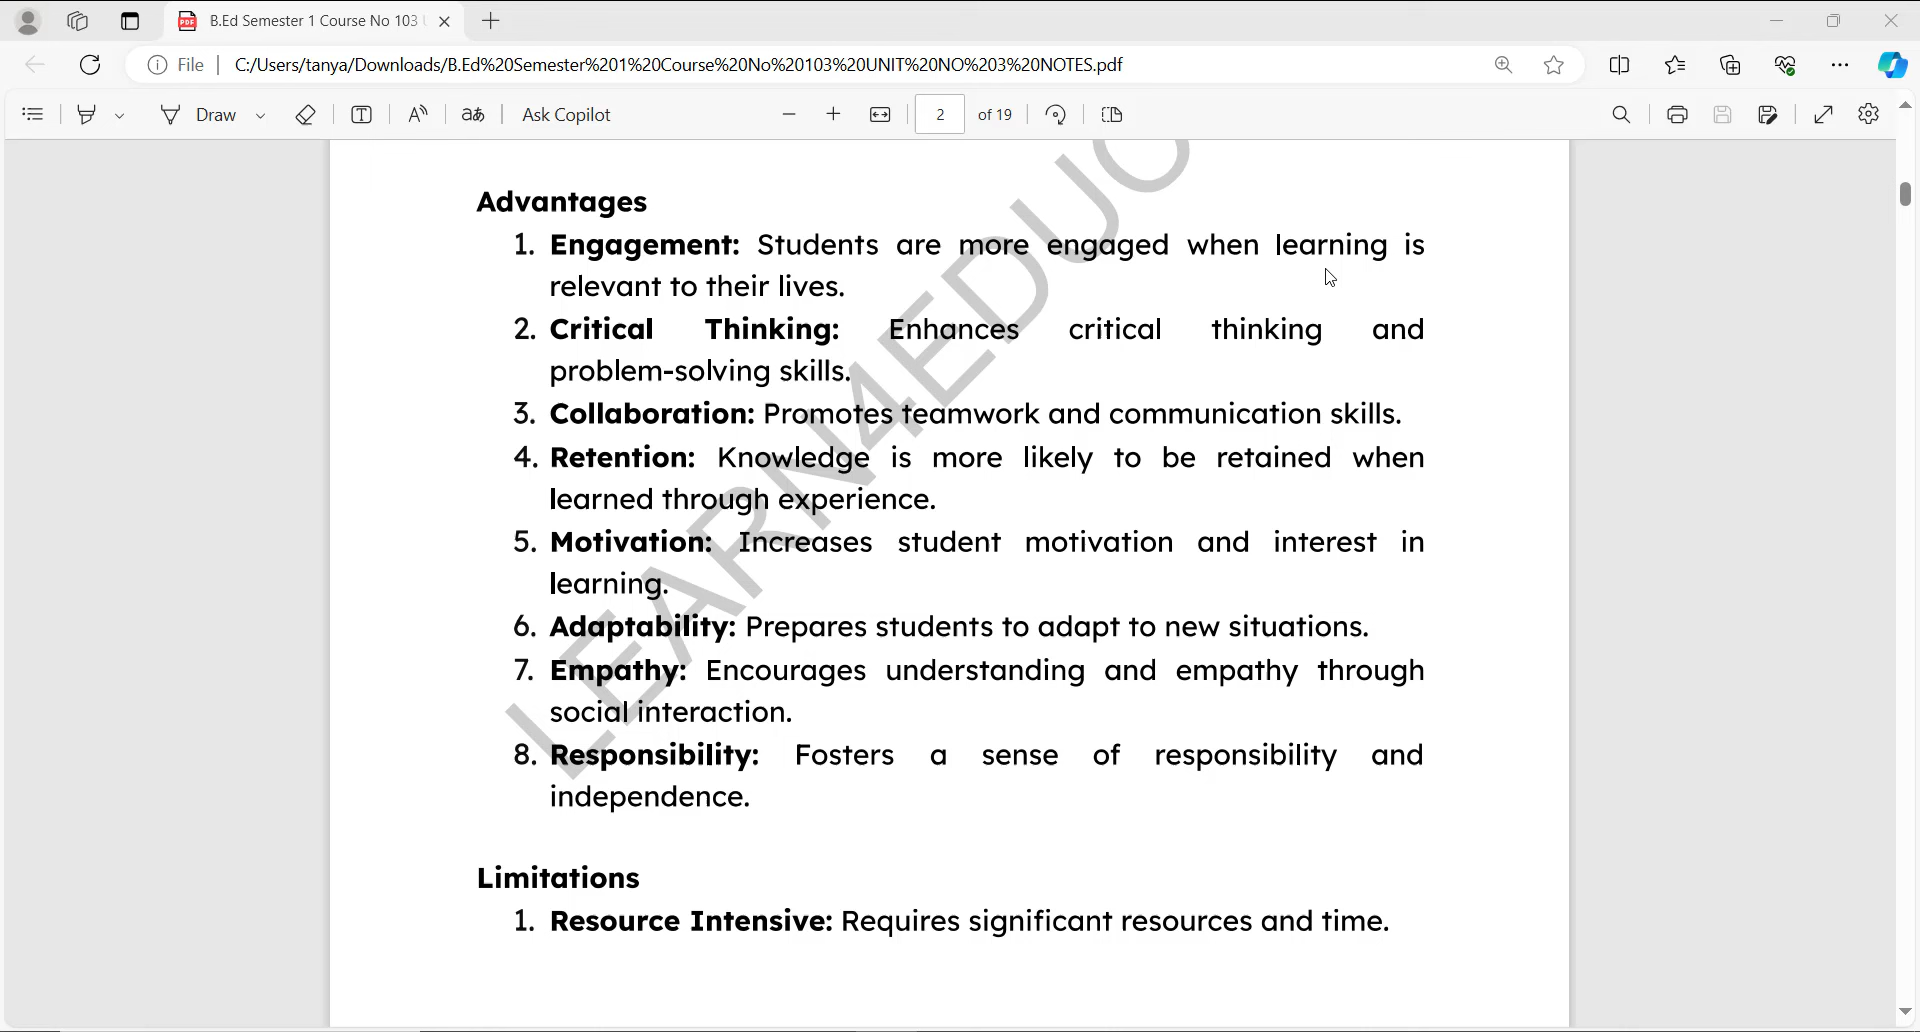 B.Ed Semester 1 Course No 103
File
C:/Users/tanya/Downloads/B.Ed%20Semester%201%20Course%20No%20103%20UNIT%20NO%203%20NOTES.pdf
Draw
Ask Copilot
2
of 19
LEARN4EDUC
Advantages
1. Engagement: Students are more engaged when learning is
relevant to their lives.
2. Critical Thinking: Enhances critical thinking and
problem-solving skills.
3. Collaboration: Promotes teamwork and communication skills.
4. Retention: Knowledge is more likely to be retained when
learned through experience.
5. Motivation: Increases student motivation and interest in
learning.
6. Adaptability: Prepares students to adapt to new situations.
7. Empathy: Encourages understanding and empathy through
social interaction.
8. Responsibility: Fosters a sense of responsibility and
independence.
Limitations
1. Resource Intensive: Requires significant resources and time.